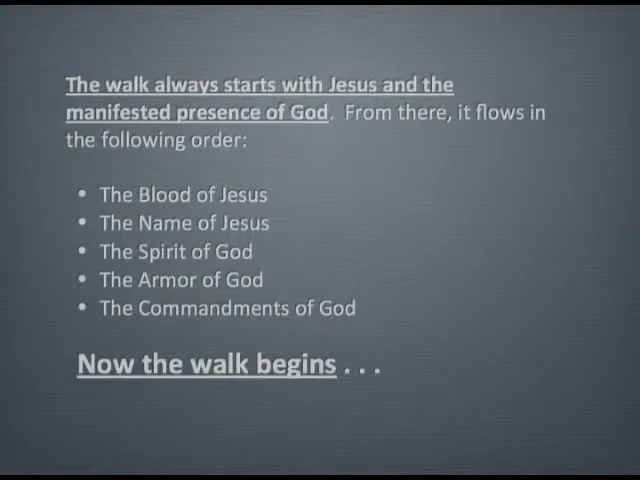 The walk always starts with Jesus and the
manifested presence of God.  From there, it flows in
the following order:
• The Blood of Jesus
• The Name of Jesus
• The Spirit of God
• The Armor of God
• The Commandments of God
Now the walk begins . . .